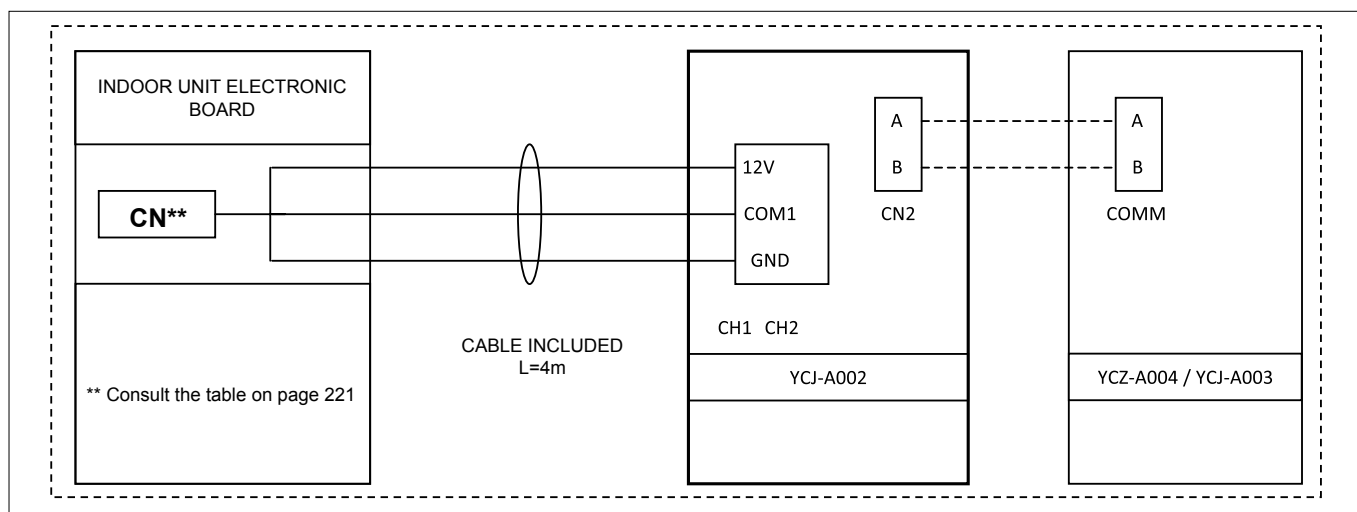 INDOOR UNIT ELECTRONIC
BOARD
CN**
** Consult the table on page 221
CABLE INCLUDED
L=4m
12V
COM1
GND
CH1 CH2
A
B
CN2
YCJ-A002
A
B
COMM
YCZ-A004 / YCJ-A003